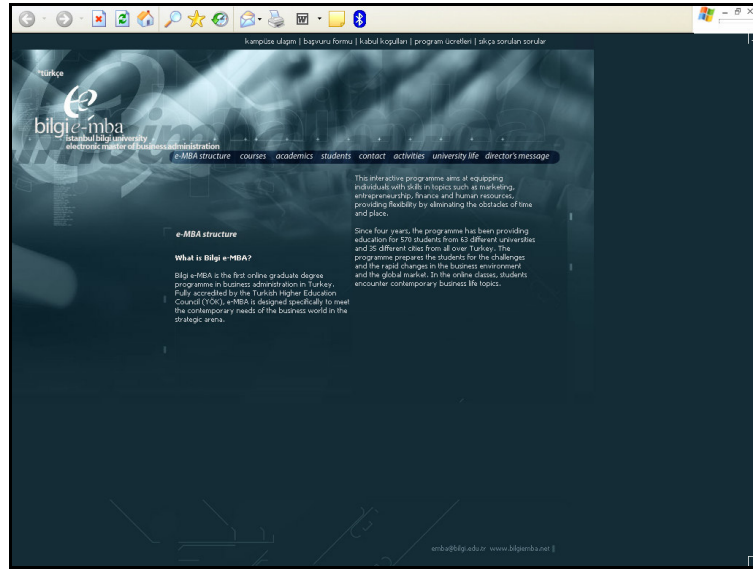 kampüse ulaşım | başvuru formu | kabul koşulları | program ücretleri | sıkça sorulan sorular
*türkçe
bilgi e-mba
istanbul bilgi university
electronic master of business administration
e-MBA structure courses academics students contact activities university life director's message
This interactive programme aims at equipping
individuals with skills in topics such as marketing,
entrepreneurship, finance and human resources,
providing flexibility by eliminating the obstacles of time
and place.
Since four years, the programme has been providing
education for 570 students from 63 different universities
and 35 different cities from all over Turkey. The
programme prepares the students for the challenges
and the rapid changes in the business environment
and the global market. In the online classes, students
encounter contemporary business life topics.
e-MBA structure
What is Bilgi e-MBA?
Bilgi e-MBA is the first online graduate degree
programme in business administration in Turkey.
Fully accredited by the Turkish Higher Education
Council (YÖK), e-MBA is designed specifically to meet
the contemporary needs of the business world in the
strategic arena.
emba@bilgi.edu.tr www.bilgiemba.net ||